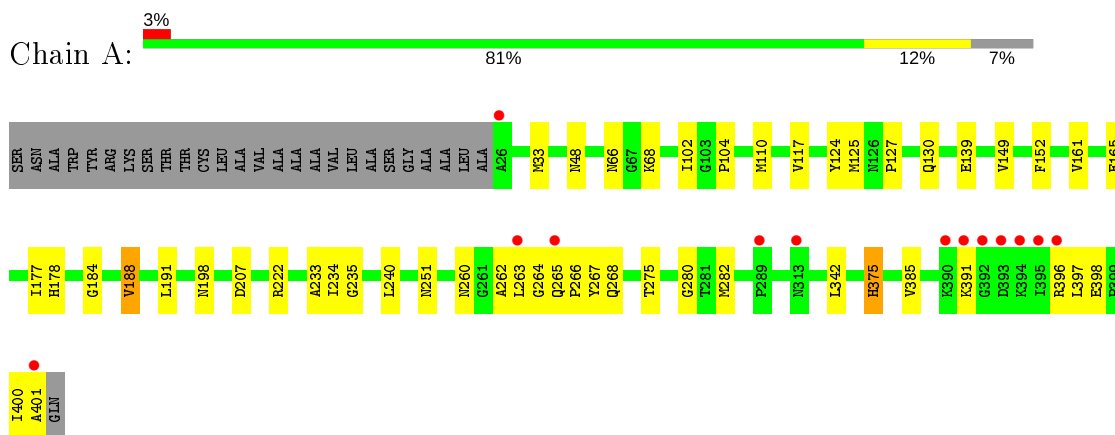 3%
Chain A:
81% 12% 7%
SER ASN ALA TRP TYR ARG LYS SER THR THR CYS LEU ALA VAL ALA ALA ALA VAL LEU ALA SER GLY ALA ALA LEU ALA A26 M33 N48 N66 G67 K68 I102 G103 P104 M110 V117 Y124 M125 N126 P127 Q130 E139 V149 F152 V161
I177 H178 G184 V188 L191 N198 D207 R222 A233 I234 G235 L240 N251 N260 G261 A262 L263 G264 Q265 P266 Y267 Q268 T275 G280 T281 M282 P289 N313 L342 H375 V385 K390 K391 G392 D393 K394 I395 R396 L397 E398
I400 A401 GLN